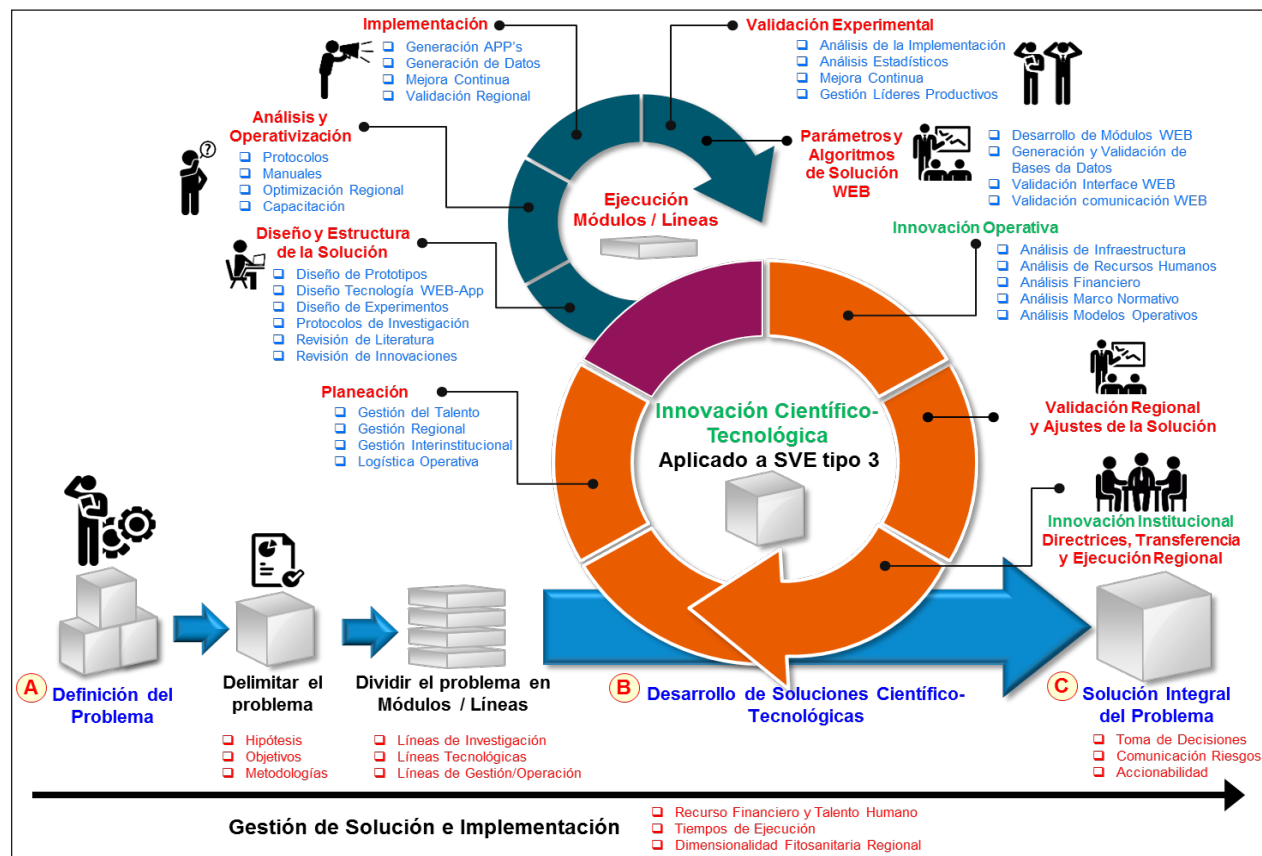 Implementación
❑ Generación APP's
❑ Generación de Datos
❑ Mejora Continua
❑ Validación Regional
Validación Experimental
❑ Análisis de la Implementación
❑ Análisis Estadísticos
❑ Mejora Continua
❑ Gestión Líderes Productivos
Análisis y
Operativización
❑ Protocolos
❑ Manuales
❑ Optimización Regional
❑ Capacitación
?
Parámetros y
Algoritmos
de Solución
WEB
❑ Desarrollo de Módulos WEB
❑ Generación y Validación de
Bases da Datos
❑ Validación Interface WEB
❑ Validación comunicación WEB
Ejecución
Módulos / Líneas
Diseño y Estructura
de la Solución
❑ Diseño de Prototipos
❑ Diseño Tecnología WEB-App
❑ Diseño de Experimentos
❑ Protocolos de Investigación
❑ Revisión de Literatura
❑ Revisión de Innovaciones
Innovación Operativa
❑ Análisis de Infraestructura
❑ Análisis de Recursos Humanos
❑ Análisis Financiero
❑ Análisis Marco Normativo
❑ Análisis Modelos Operativos
Planeación
❑ Gestión del Talento
❑ Gestión Regional
❑ Gestión Interinstitucional
❑ Logística Operativa
Innovación Científico-
Tecnológica
Aplicado a SVE tipo 3
Validación Regional
y Ajustes de la Solución
Innovación Institucional
Directrices, Transferencia
y Ejecución Regional
A Definición del
Problema
Delimitar el
problema
❑ Hipótesis
❑ Objetivos
❑ Metodologías
Dividir el problema en
Módulos / Líneas
❑ Líneas de Investigación
❑ Líneas Tecnológicas
❑ Líneas de Gestión/Operación
B Desarrollo de Soluciones Científico-
Tecnológicas
C Solución Integral
del Problema
❑ Toma de Decisiones
❑ Comunicación Riesgos
❑ Accionabilidad
Gestión de Solución e Implementación
❑ Recurso Financiero y Talento Humano
❑ Tiempos de Ejecución
❑ Dimensionalidad Fitosanitaria Regional